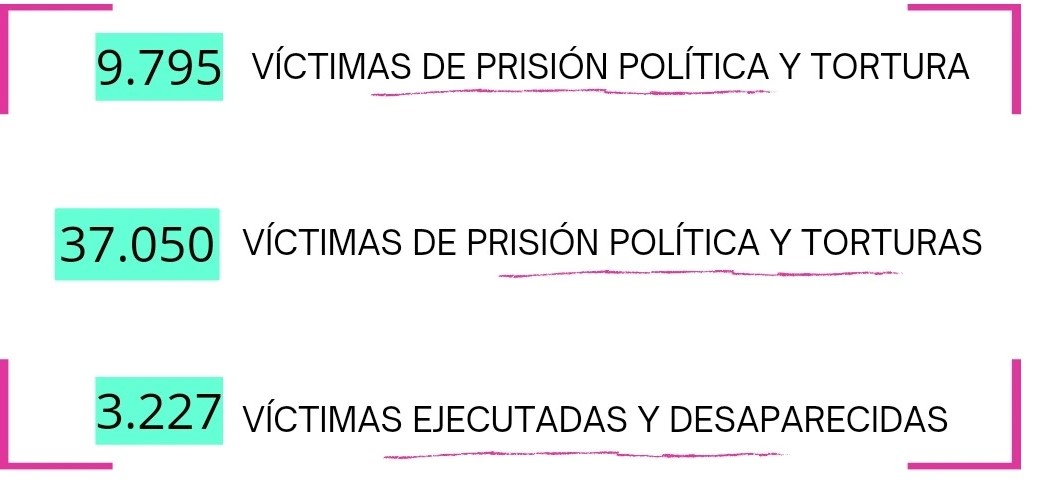 9.795 VÍCTIMAS DE PRISIÓN POLÍTICA Y TORTURA
37.050 VÍCTIMAS DE PRISIÓN POLÍTICA Y TORTURAS
3.227 VÍCTIMAS EJECUTADAS Y DESAPARECIDAS